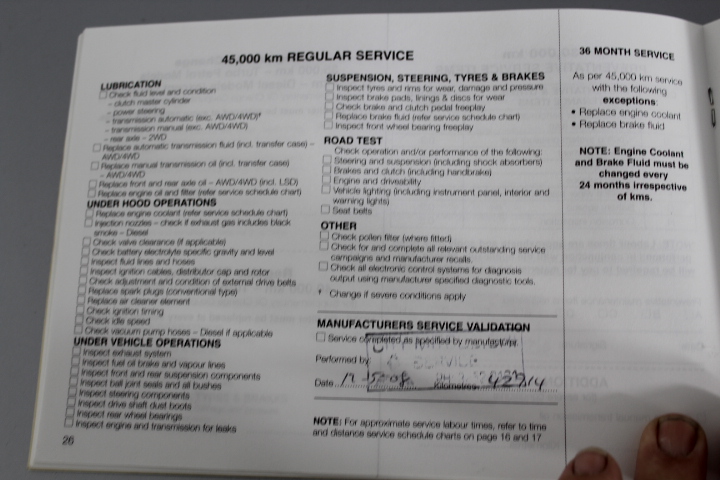 45,000 km REGULAR SERVICE
LUBRICATION
Check fluid level and condition
– clutch master cylinder
– power steering
– transmission automatic (exc. AWD/4WD)*
– transmission manual (exc. AWD/4WD)
– rear axle – 2WD
Replace automatic transmission fluid (incl. transfer case) –
AWD/4WD
Replace manual transmission oil (incl. transfer case)
– AWD/4WD
Replace front and rear axle oil – AWD/4WD (incl. LSD)
Replace engine oil and filter (refer service schedule chart)
UNDER HOOD OPERATIONS
Replace engine coolant (refer service schedule chart)
Injection nozzles – check if exhaust gas includes black
smoke – Diesel
Check valve clearance (if applicable)
Check battery electrolyte specific gravity and level
Inspect fluid lines and hoses
Inspect ignition cables, distributor cap and rotor
Check adjustment and condition of external drive belts
Replace spark plugs (conventional type)
Replace air cleaner element
Check ignition timing
Check idle speed
Check vacuum pump hoses – Diesel if applicable
UNDER VEHICLE OPERATIONS
Inspect exhaust system
Inspect fuel oil brake and vapour lines
Inspect front and rear suspension components
Inspect ball joint seals and all bushes
Inspect steering components
Inspect drive shaft dust boots
Inspect rear wheel bearings
Inspect engine and transmission for leaks
26
SUSPENSION, STEERING, TYRES & BRAKES
Inspect tyres and rims for wear, damage and pressure
Inspect brake pads, linings & discs for wear
Check brake and clutch pedal freeplay
Replace brake fluid (refer service schedule chart)
Inspect front wheel bearing freeplay
ROAD TEST
Check operation and/or performance of the following:
Steering and suspension (including shock absorbers)
Brakes and clutch (including handbrake)
Engine and driveability
Vehicle lighting (including instrument panel, interior and
warning lights)
Seat belts
OTHER
Check pollen filter (where fitted)
Check for and complete all relevant outstanding service
campaigns and manufacturer recalls.
Check all electronic control systems for diagnosis
output using manufacturer specified diagnostic tools.
* Change if severe conditions apply
MANUFACTURERS SERVICE VALIDATION
Service completed as specified by manufacturer.
Performed by
SERVICE
Date Kilometres 42914
NOTE: For approximate service labour times, refer to time
and distance service schedule charts on page 16 and 17
36 MONTH SERVICE
As per 45,000 km service
with the following
exceptions:
• Replace engine coolant
• Replace brake fluid
NOTE: Engine Coolant
and Brake Fluid must be
changed every
24 months irrespective
of kms.